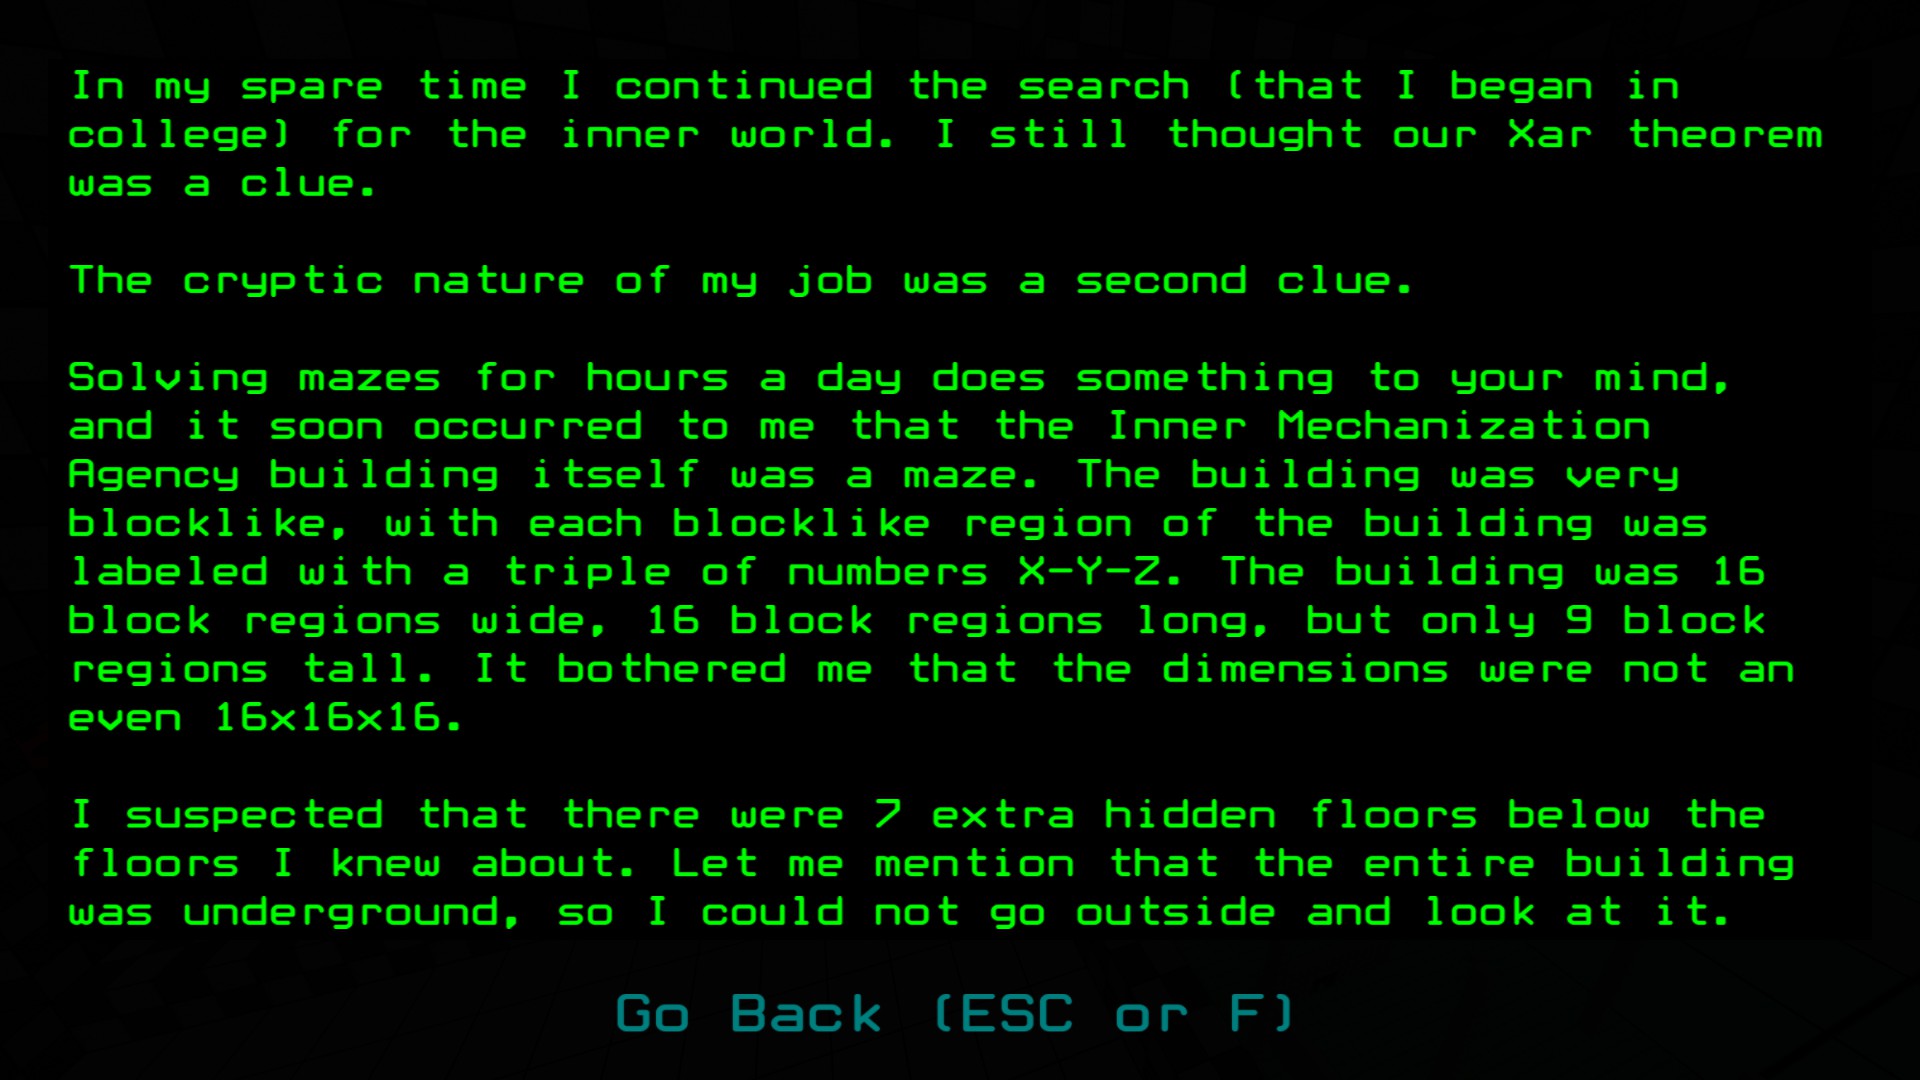 In my spare time I continued the search (that I began in
college) for the inner world. I still thought our Xar theorem
was a clue.
The cryptic nature of my job was a second clue.
Solving mazes for hours a day does something to your mind,
and it soon occurred to me that the Inner Mechanization
Agency building itself was a maze. The building was very
blocklike, with each blocklike region of the building was
labeled with a triple of numbers X-Y-Z. The building was 16
block regions wide, 16 block regions long, but only 9 block
regions tall. It bothered me that the dimensions were not an
even 16x16x16.
I suspected that there were 7 extra hidden floors below the
floors I knew about. Let me mention that the entire building
was underground, so I could not go outside and look at it.
Go Back (ESC or F)